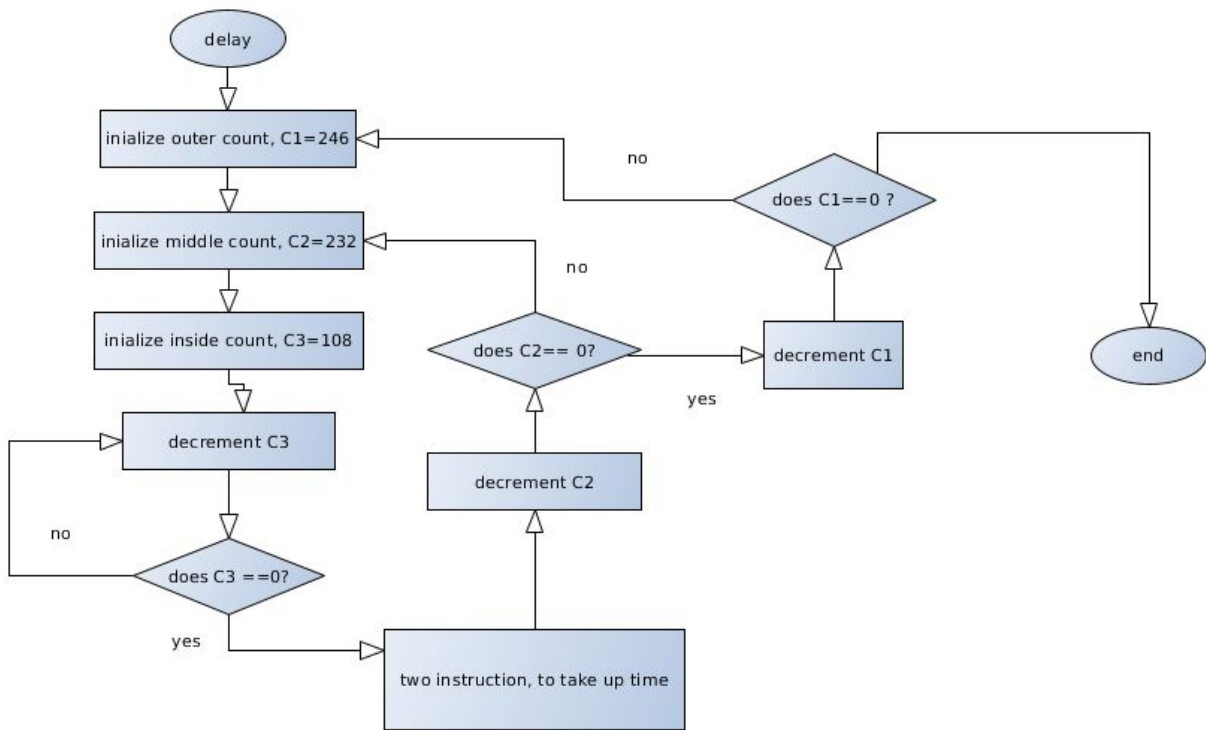 delay
inialize outer count, C1=246
no
does C1==0 ?
inialize middle count, C2=232
no
inialize inside count, C3=108
does C2== 0?
decrement C1
end
yes
decrement C3
decrement C2
no
does C3 ==0?
yes
two instruction, to take up time